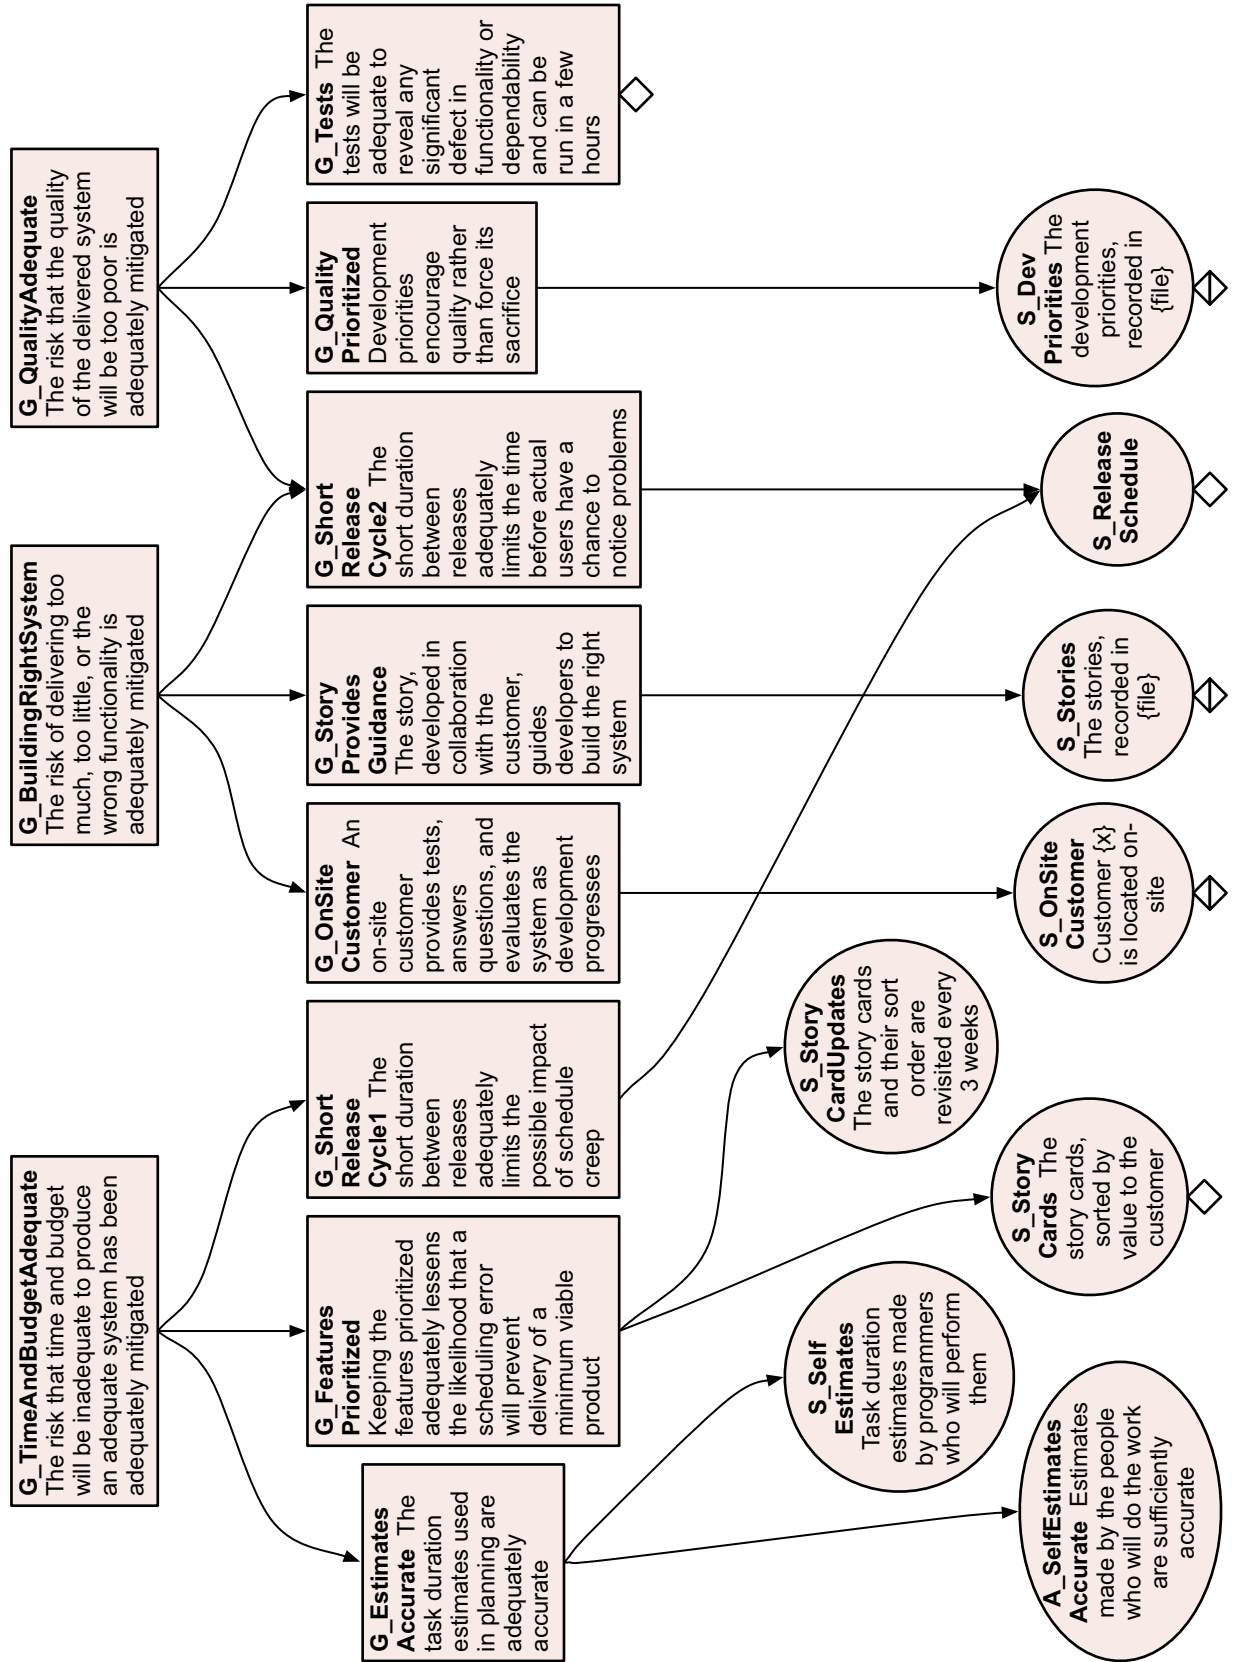 G_TimeAndBudgetAdequate
The risk that time and budget
will be inadequate to produce
an adequate system has been
adequately mitigated
G_BuildingRightSystem
The risk of delivering too
much, too little, or the
wrong functionality is
adequately mitigated
G_QualityAdequate
The risk that the quality
of the delivered system
will be too poor is
adequately mitigated
G_Estimates
Accurate The
task duration
estimates used
in planning are
adequately
accurate
G_Features
Prioritized
Keeping the
features prioritized
adequately lessens
the likelihood that a
scheduling error
will prevent
delivery of a
minimum viable
product
G_Short
Release
Cycle1 The
short duration
between
releases
adequately
limits the
possible impact
of schedule
creep
G_OnSite
Customer An
on-site
customer
provides tests,
answers
questions, and
evaluates the
system as
development
progresses
G_Story
Provides
Guidance
The story,
developed in
collaboration
with the
customer,
guides
developers to
build the right
system
G_Short
Release
Cycle2 The
short duration
between
releases
adequately
limits the time
before actual
users have a
chance to
notice problems
G_Quality
Prioritized
Development
priorities
encourage
quality rather
than force its
sacrifice
G_Tests The
tests will be
adequate to
reveal any
significant
defect in
functionality or
dependability
and can be
run in a few
hours
A_SelfEstimates
Accurate Estimates
made by the people
who will do the work
are sufficiently
accurate
S_Self
Estimates
Task duration
estimates made
by programmers
who will perform
them
S_Story
Cards The
story cards,
sorted by
value to the
customer
S_Story
CardUpdates
The story cards
and their sort
order are
revisited every
3 weeks
S_OnSite
Customer
Customer {x}
is located on-
site
S_Stories
The stories,
recorded in
{file}
S_Release
Schedule
S_Dev
Priorities The
development
priorities,
recorded in
{file}